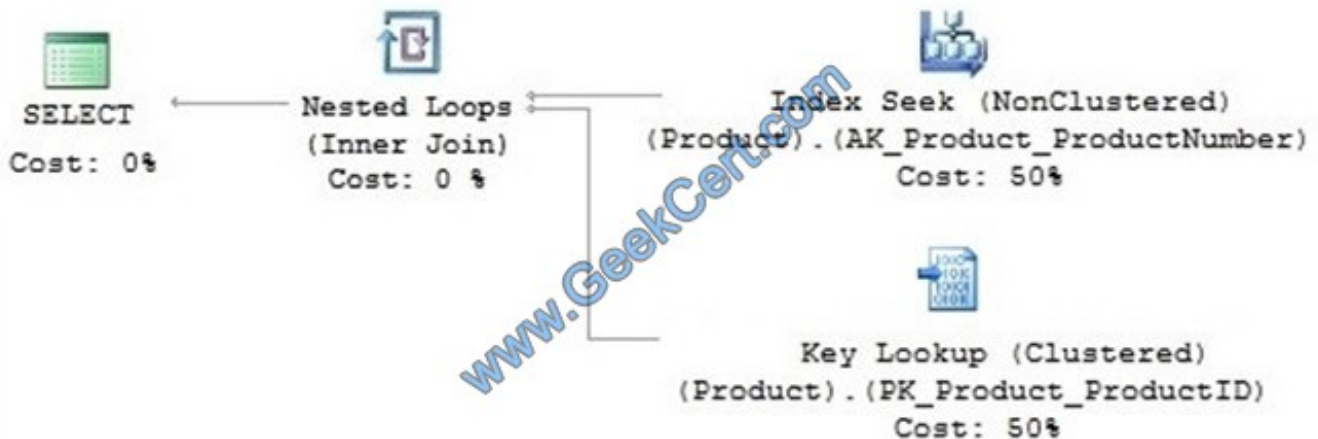 SELECT
Cost: 0%
Nested Loops
(Inner Join)
Cost: 0 %
Index Seek (NonClustered)
(Product).(AK_Product_ProductNumber)
Cost: 50%
Key Lookup (Clustered)
(Product).(PK_Product_ProductID)
Cost: 50%
www.GeekCert.com